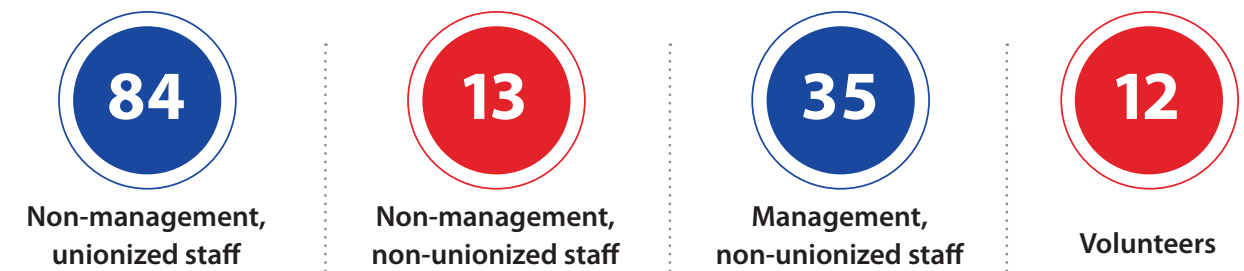 84
Non-management,
unionized staff
13
Non-management,
non-unionized staff
35
Management,
non-unionized staff
12
Volunteers